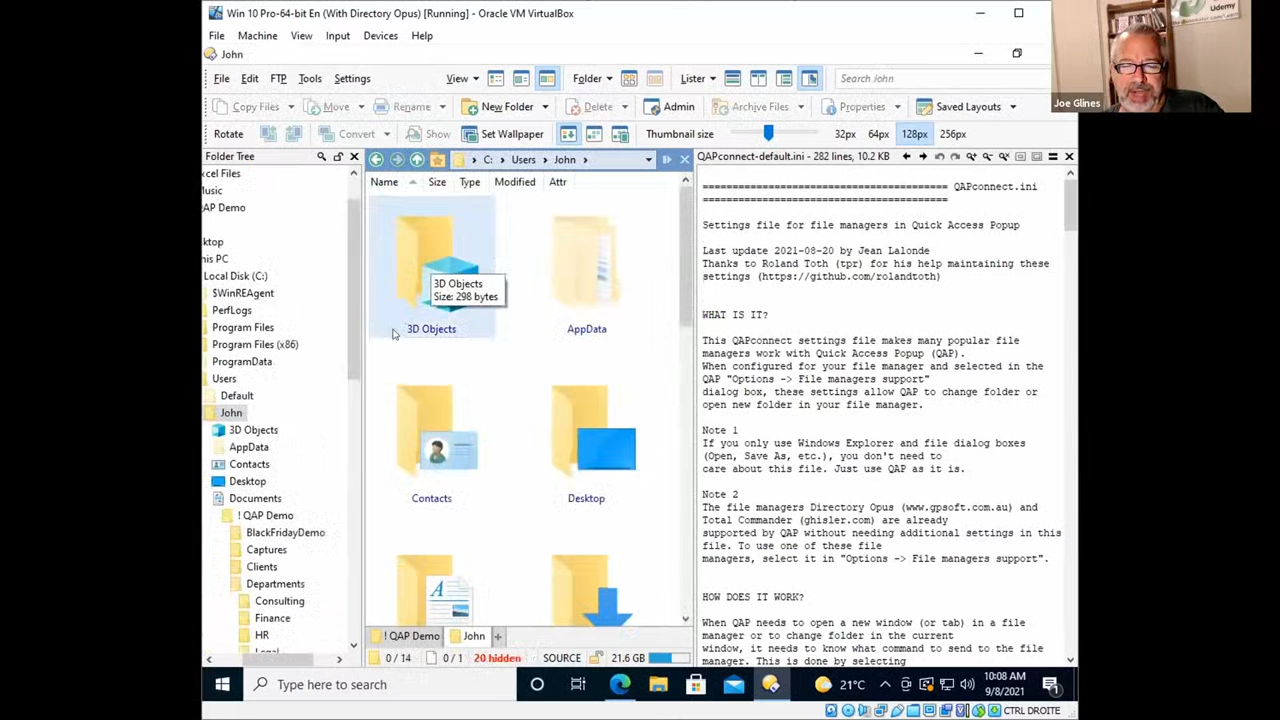 Win 10 Pro-64-bit En (With Directory Opus) [Running] - Oracle VM VirtualBox
File Machine View Input Devices Help
John
File Edit FTP Tools Settings View Folder Lister Search John
Copy Files Move Rename New Folder Delete Admin Archive Files Properties Saved Layouts
Rotate Convert Show Set Wallpaper Thumbnail size 32px 64px 128px 256px
Udemy
Joe Glines
Folder Tree
xcel Files
Music
AP Demo
ktop
his PC
Local Disk (C:)
$WinREAgent
PerfLogs
Program Files
Program Files (x86)
ProgramData
Users
Default
John
3D Objects
AppData
Contacts
Desktop
Documents
! QAP Demo
BlackFridayDemo
Captures
Clients
Departments
Consulting
Finance
HR
C: Users John
Name Size Type Modified Attr
3D Objects
Size: 298 bytes
3D Objects AppData
Contacts Desktop
! QAP Demo John
0 / 14 0 / 1 20 hidden SOURCE 21.6 GB
QAPconnect-default.ini - 282 lines, 10.2 KB
========================================= QAPconnect.ini
=========================================
Settings file for file managers in Quick Access Popup
Last update 2021-08-20 by Jean Lalonde
Thanks to Roland Toth (tpr) for his help maintaining these
settings (https://github.com/rolandtoth)
WHAT IS IT?
This QAPconnect settings file makes many popular file
managers work with Quick Access Popup (QAP).
When configured for your file manager and selected in the
QAP "Options -> File managers support"
dialog box, these settings allow QAP to change folder or
open new folder in your file manager.
Note 1
If you only use Windows Explorer and file dialog boxes
(Open, Save As, etc.), you don't need to
care about this file. Just use QAP as it is.
Note 2
The file managers Directory Opus (www.gpsoft.com.au) and
Total Commander (ghisler.com) are already
supported by QAP without needing additional settings in this
file. To use one of these file
managers, select it in "Options -> File managers support".
HOW DOES IT WORK?
When QAP needs to open a new window (or tab) in a file
manager or to change folder in the current
window, it needs to know what command to send to the file
manager. This is done by selecting
Type here to search
21°C
10:08 AM
9/8/2021
1
CTRL DROITE